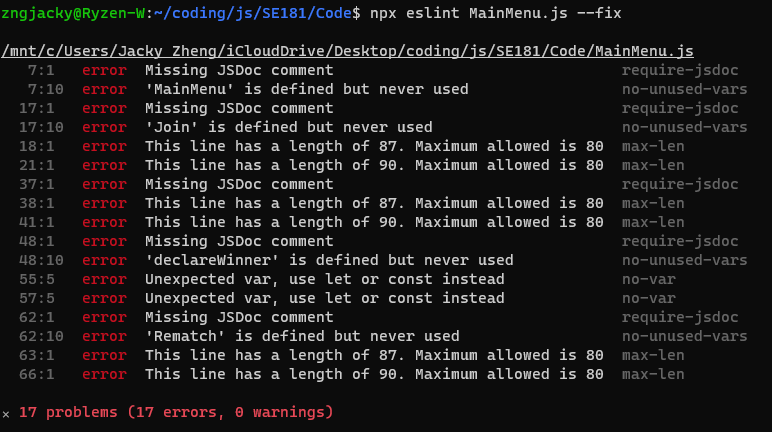 zngjacky@Ryzen-W:~/coding/js/SE181/Code$ npx eslint MainMenu.js --fix
/mnt/c/Users/Jacky Zheng/iCloudDrive/Desktop/coding/js/SE181/Code/MainMenu.js
7:1 error Missing JSDoc comment require-jsdoc
7:10 error 'MainMenu' is defined but never used no-unused-vars
17:1 error Missing JSDoc comment require-jsdoc
17:10 error 'Join' is defined but never used no-unused-vars
18:1 error This line has a length of 87. Maximum allowed is 80 max-len
21:1 error This line has a length of 90. Maximum allowed is 80 max-len
37:1 error Missing JSDoc comment require-jsdoc
38:1 error This line has a length of 87. Maximum allowed is 80 max-len
41:1 error This line has a length of 90. Maximum allowed is 80 max-len
48:1 error Missing JSDoc comment require-jsdoc
48:10 error 'declareWinner' is defined but never used no-unused-vars
55:5 error Unexpected var, use let or const instead no-var
57:5 error Unexpected var, use let or const instead no-var
62:1 error Missing JSDoc comment require-jsdoc
62:10 error 'Rematch' is defined but never used no-unused-vars
63:1 error This line has a length of 87. Maximum allowed is 80 max-len
66:1 error This line has a length of 90. Maximum allowed is 80 max-len
✕ 17 problems (17 errors, 0 warnings)